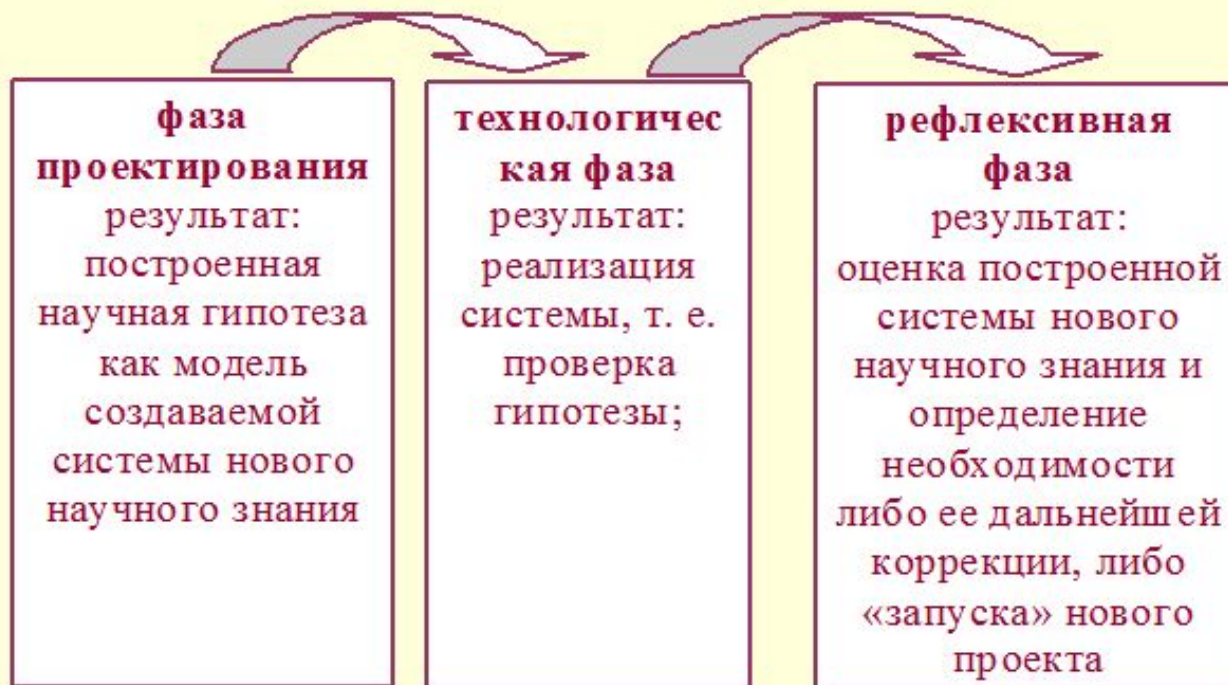 фаза
проектирования
результат:
построенная
научная гипотеза
как модель
создаваемой
системы нового
научного знания
технологичес
кая фаза
результат:
реализация
системы, т. е.
проверка
гипотезы;
рефлексивная
фаза
результат:
оценка построенной
системы нового
научного знания и
определение
необходимости
либо ее дальнейшей
коррекции, либо
«запуска» нового
проекта